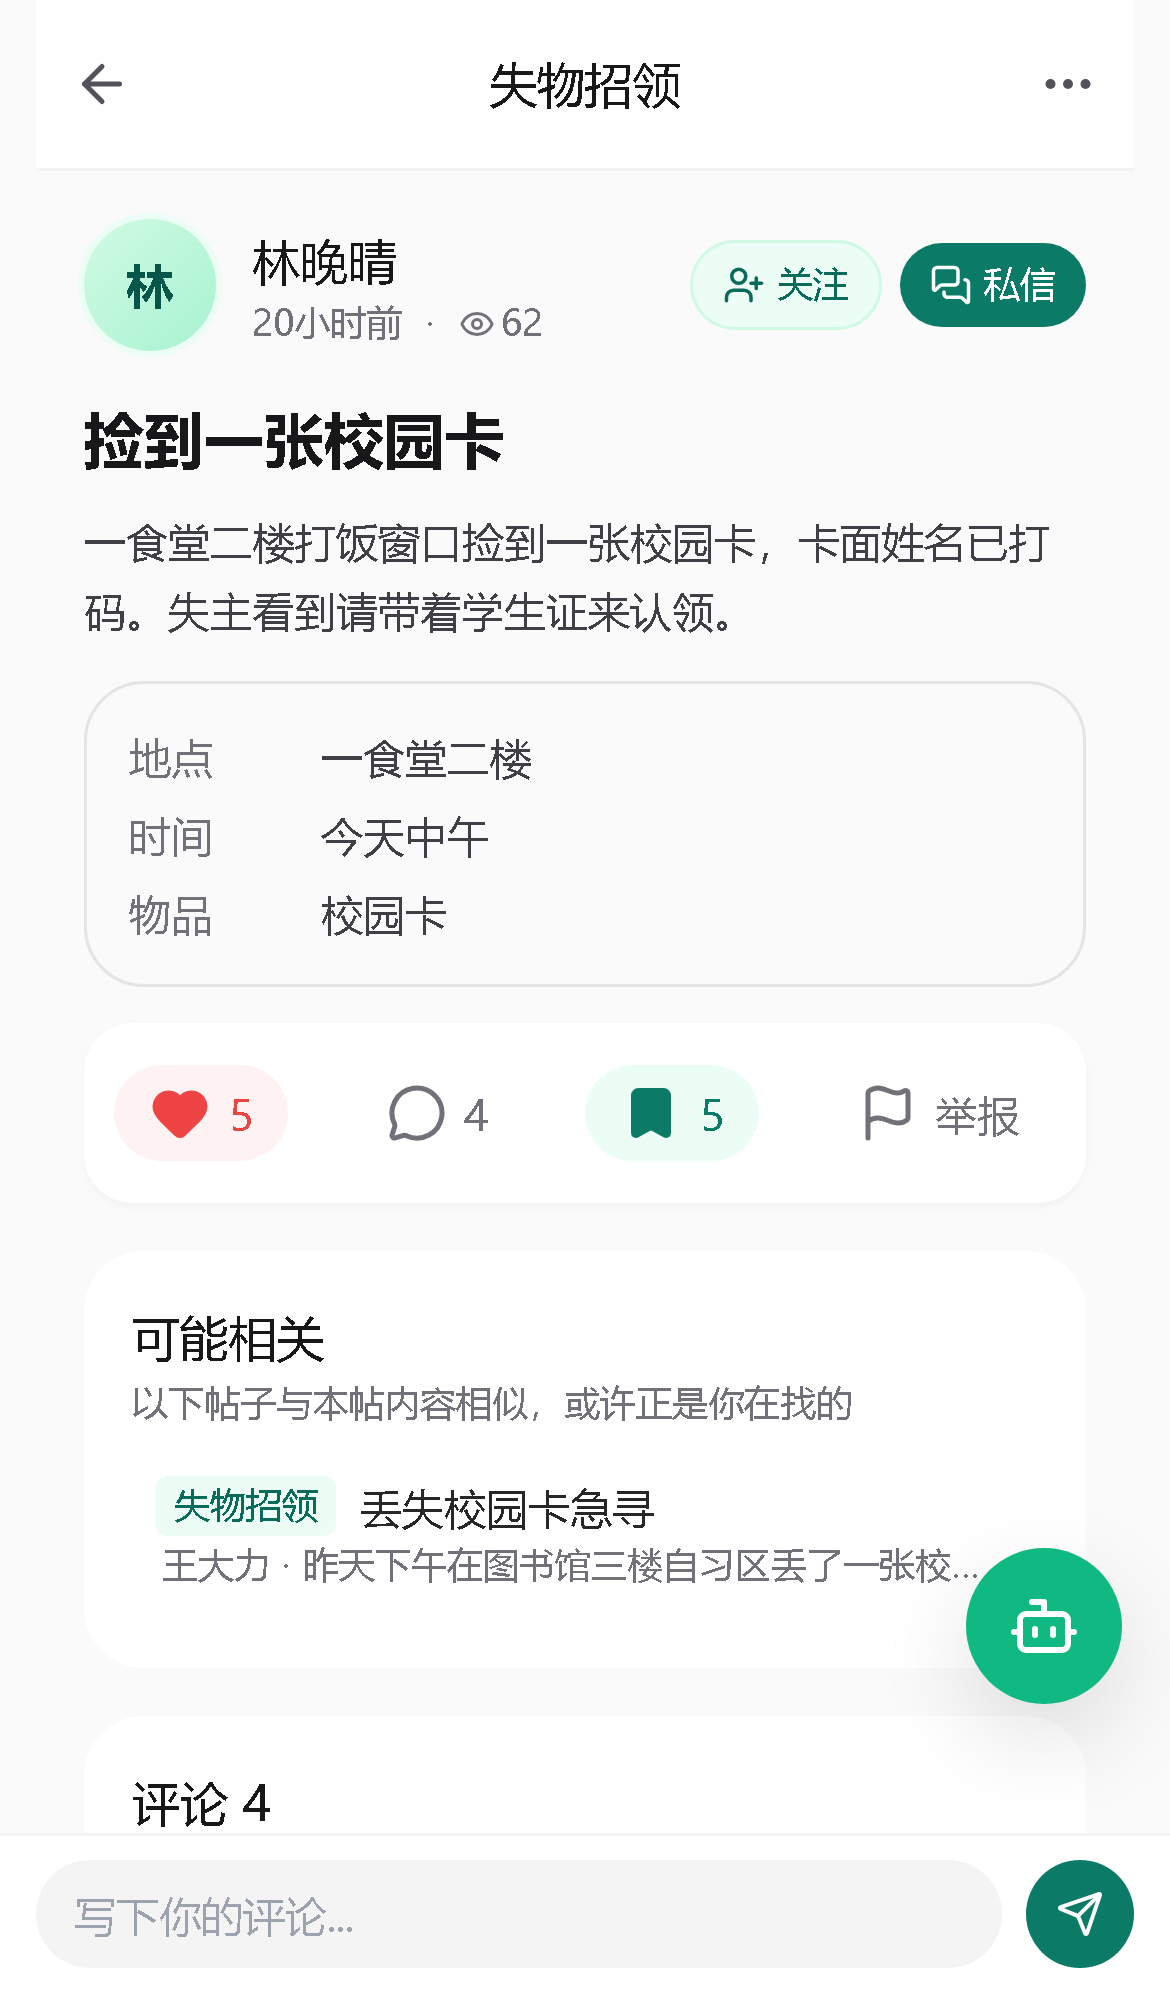 失物招领
林
林晚晴
20小时前 · 62
关注
私信
捡到一张校园卡
一食堂二楼打饭窗口捡到一张校园卡，卡面姓名已打
码。失主看到请带着学生证来认领。
地点 一食堂二楼
时间 今天中午
物品 校园卡
5 4 5 举报
可能相关
以下帖子与本帖内容相似，或许正是你在找的
失物招领 丢失校园卡急寻
王大力 · 昨天下午在图书馆三楼自习区丢了一张校...
评论 4
写下你的评论...